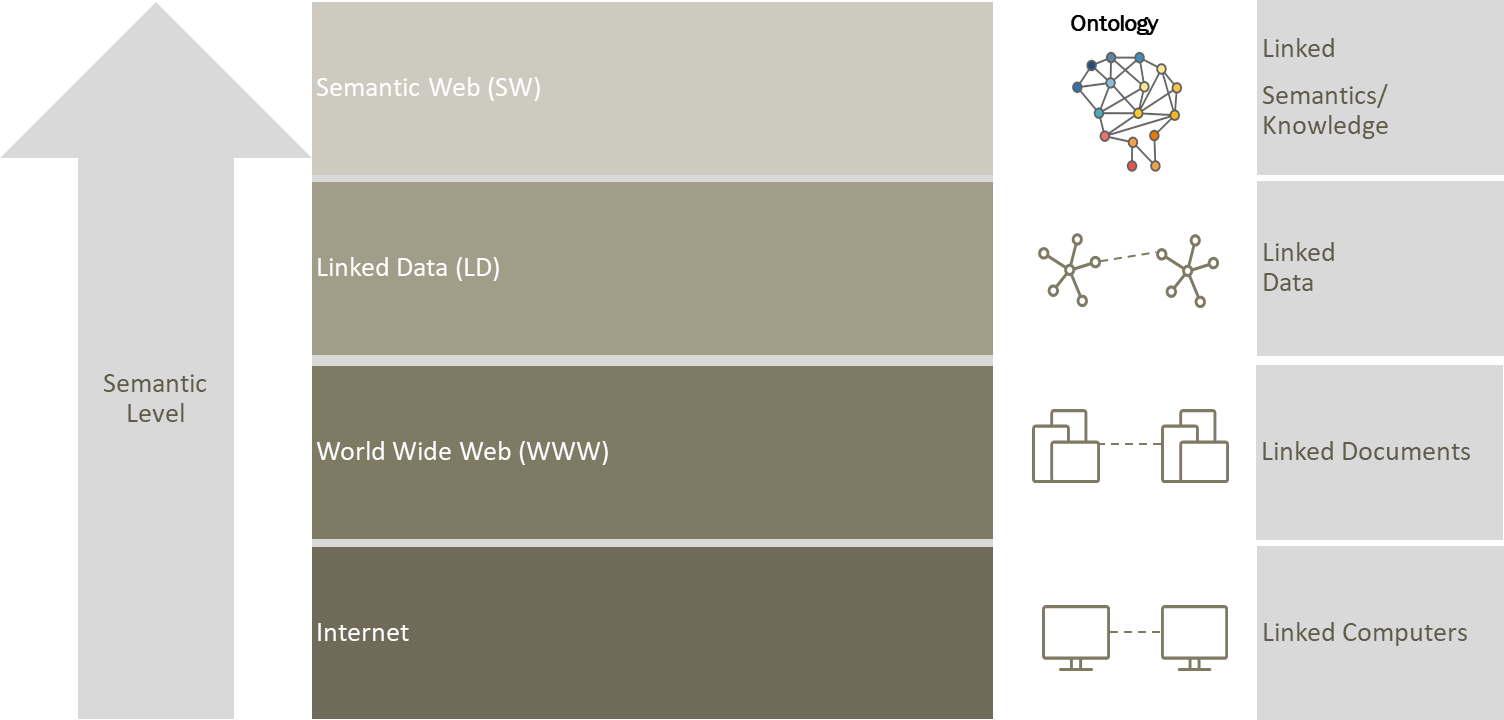 Ontology
Semantic Web (SW)
Linked
Semantics/
Knowledge
Linked Data (LD)
Linked
Data
Semantic
Level
World Wide Web (WWW)
Linked Documents
Internet
Linked Computers